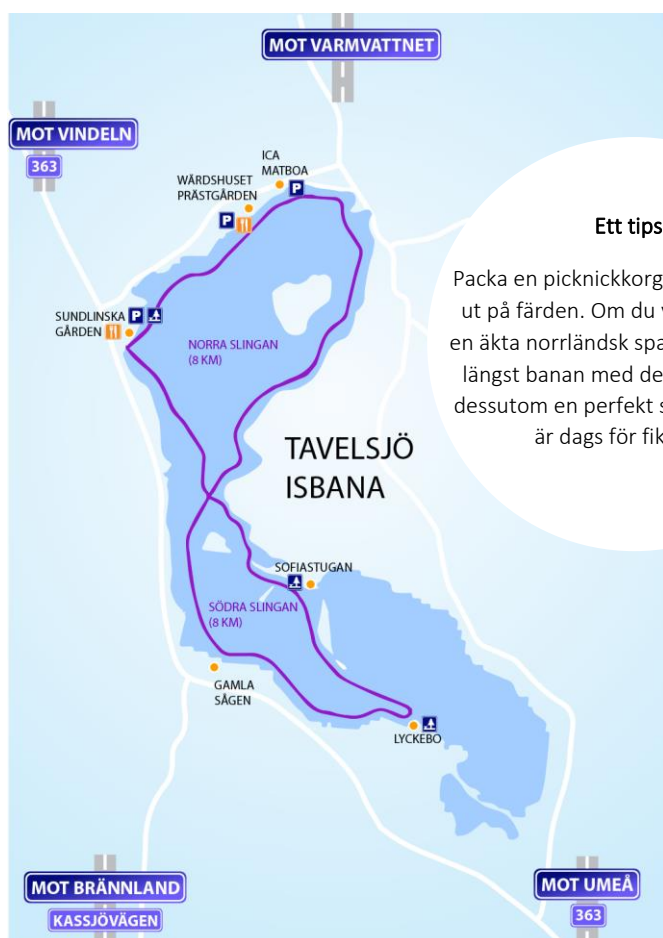 MOT VARMVATTNET
MOT VINDELN
363
ICA
MATBOA
P
WÄRDSHUSET
PRÄSTGÅRDEN
P
Ett tips
Packa en picknickkorg
ut på färden. Om du v
en äkta norrländsk spa
längst banan med de
dessutom en perfekt s
är dags för fik
SUNDLINSKA P
GÅRDEN
NORRA SLINGAN
(8 KM)
TAVELSJÖ
ISBANA
SOFIASTUGAN
SÖDRA SLINGAN
(8 KM)
GAMLA
SÅGEN
LYCKEBO
MOT BRÄNNLAND
KASSJÖVÄGEN
MOT UMEÅ
363